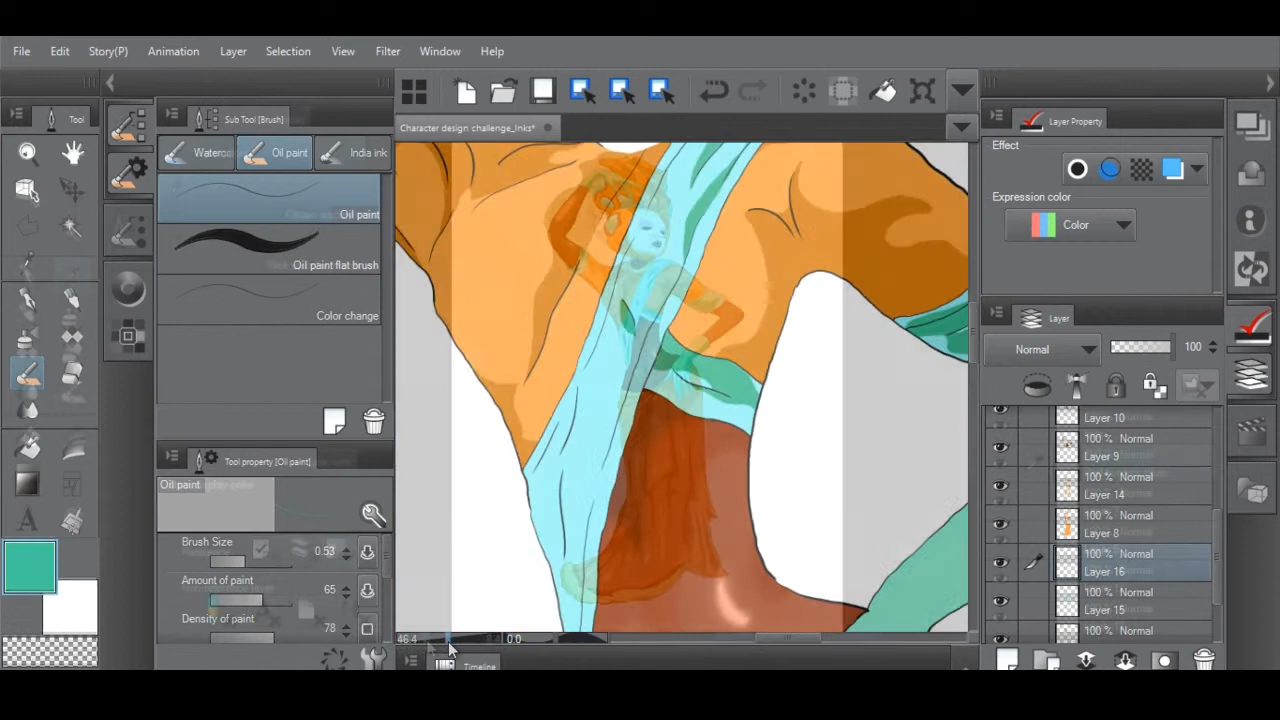 File Edit Story(P) Animation Layer Selection View Filter Window Help
Tool
Sub Tool [Brush]
Waterco Oil paint India ink
Oil paint
Oil paint flat brush
Color change
Tool property [Oil paint]
Oil paint
Brush Size 0.53
Amount of paint 65
Density of paint 78
Character design challenge_Inks*
46.4 0.0
Timeline
Layer Property
Effect
Expression color
Color
Layer
Normal 100
Layer 10
100 % Normal
Layer 9
100 % Normal
Layer 14
100 % Normal
Layer 8
100 % Normal
Layer 16
100 % Normal
Layer 15
100 % Normal